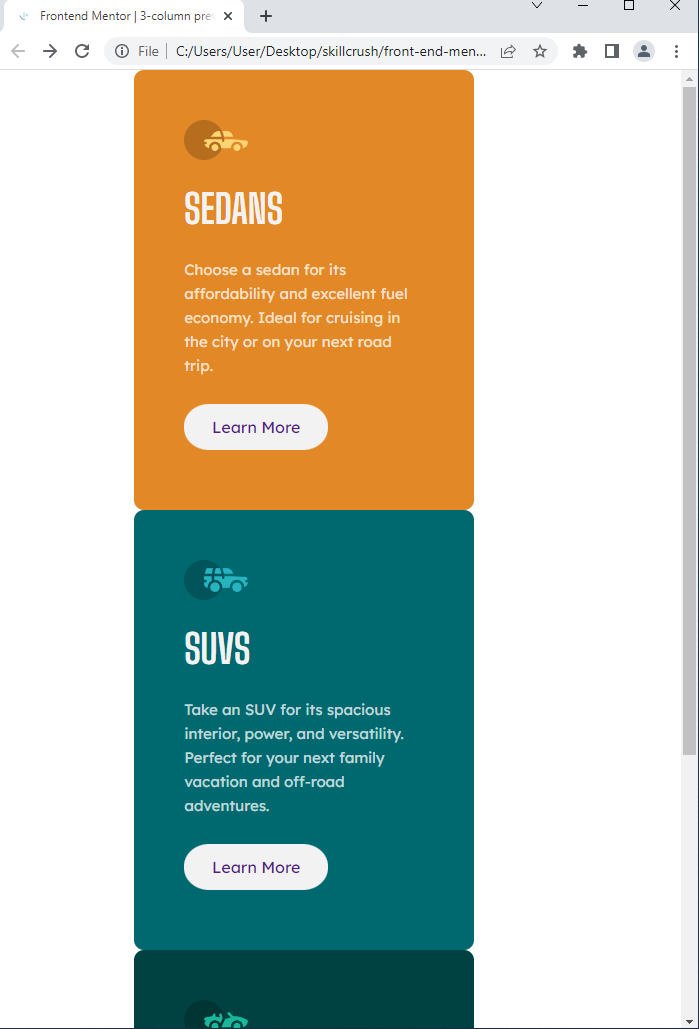 Frontend Mentor | 3-column pre
File
C:/Users/User/Desktop/skillcrush/front-end-men...
SEDANS
Choose a sedan for its
affordability and excellent fuel
economy. Ideal for cruising in
the city or on your next road
trip.
Learn More
SUVS
Take an SUV for its spacious
interior, power, and versatility.
Perfect for your next family
vacation and off-road
adventures.
Learn More